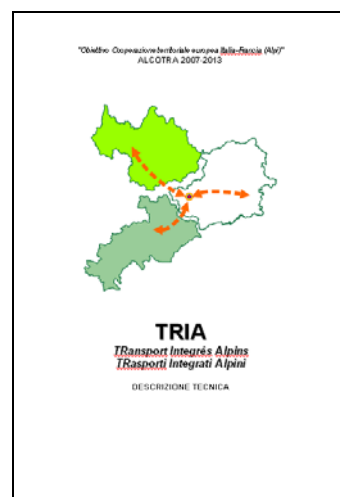 "Obiettivo Cooperazione territoriale europea Italia-Francia (Alpi)"
ALCOTRA 2007-2013
TRIA
TRansport Integrés Alpins
TRasporti Integrati Alpini
DESCRIZIONE TECNICA